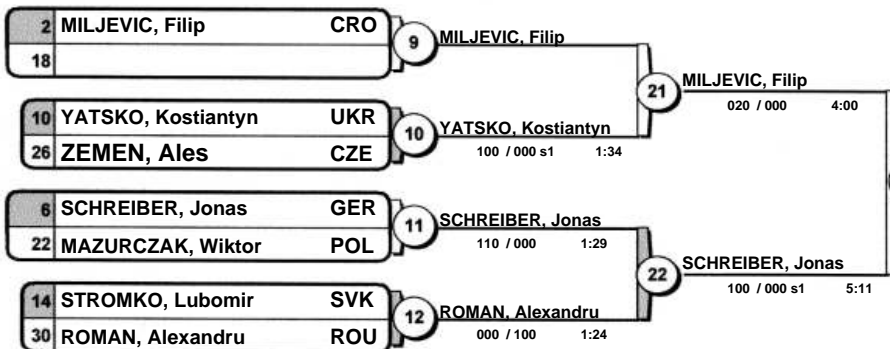 2 MILJEVIC, Filip CRO
18
9
MILJEVIC, Filip
10 YATSKO, Kostiantyn UKR
26 ZEMEN, Ales CZE
10
YATSKO, Kostiantyn
100 / 000 s1 1:34
21
MILJEVIC, Filip
020 / 000 4:00
6 SCHREIBER, Jonas GER
22 MAZURCZAK, Wiktor POL
11
SCHREIBER, Jonas
110 / 000 1:29
14 STROMKO, Lubomir SVK
30 ROMAN, Alexandru ROU
12
ROMAN, Alexandru
000 / 100 1:24
22
SCHREIBER, Jonas
100 / 000 s1 5:11